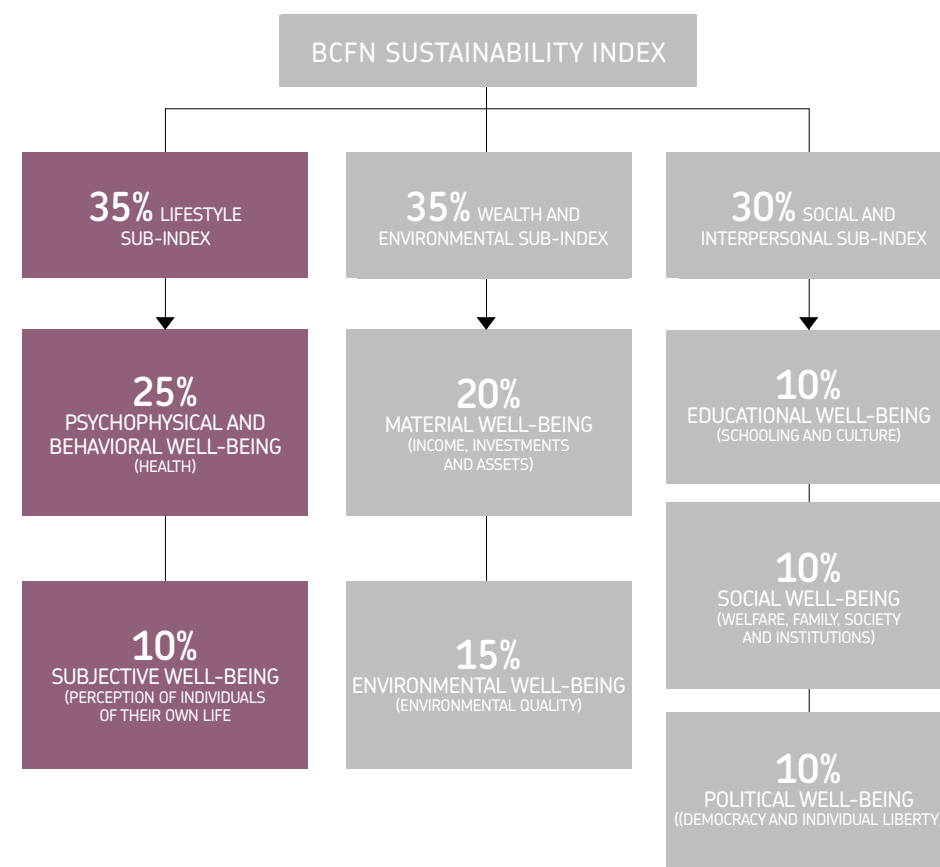 BCFN SUSTAINABILITY INDEX
35% LIFESTYLE
SUB-INDEX
35% WEALTH AND
ENVIRONMENTAL SUB-INDEX
30% SOCIAL AND
INTERPERSONAL SUB-INDEX
25%
PSYCHOPHYSICAL AND
BEHAVIORAL WELL-BEING
(HEALTH)
20%
MATERIAL WELL-BEING
(INCOME, INVESTMENTS
AND ASSETS)
10%
EDUCATIONAL WELL-BEING
(SCHOOLING AND CULTURE)
10%
SOCIAL WELL-BEING
(WELFARE, FAMILY, SOCIETY
AND INSTITUTIONS)
10%
SUBJECTIVE WELL-BEING
(PERCEPTION OF INDIVIDUALS
OF THEIR OWN LIFE
15%
ENVIRONMENTAL WELL-BEING
(ENVIRONMENTAL QUALITY)
10%
POLITICAL WELL-BEING
((DEMOCRACY AND INDIVIDUAL LIBERTY)